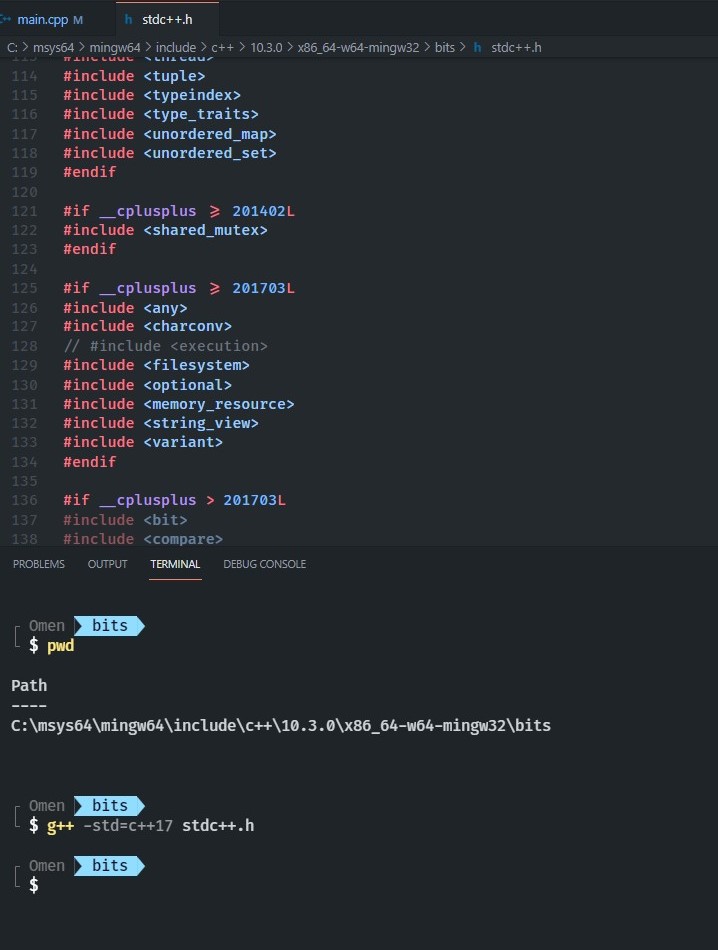 main.cpp M
h stdc++.h
C: > msys64 > mingw64 > include > c++ > 10.3.0 > x86_64-w64-mingw32 > bits > h stdc++.h
113 #include <thread>
114 #include <tuple>
115 #include <typeindex>
116 #include <type_traits>
117 #include <unordered_map>
118 #include <unordered_set>
119 #endif
120
121 #if __cplusplus ≥ 201402L
122 #include <shared_mutex>
123 #endif
124
125 #if __cplusplus ≥ 201703L
126 #include <any>
127 #include <charconv>
128 // #include <execution>
129 #include <filesystem>
130 #include <optional>
131 #include <memory_resource>
132 #include <string_view>
133 #include <variant>
134 #endif
135
136 #if __cplusplus > 201703L
137 #include <bit>
138 #include <compare>
PROBLEMS OUTPUT TERMINAL DEBUG CONSOLE
Omen bits
$ pwd
Path
----
C:\msys64\mingw64\include\c++\10.3.0\x86_64-w64-mingw32\bits
Omen bits
$ g++ -std=c++17 stdc++.h
Omen bits
$